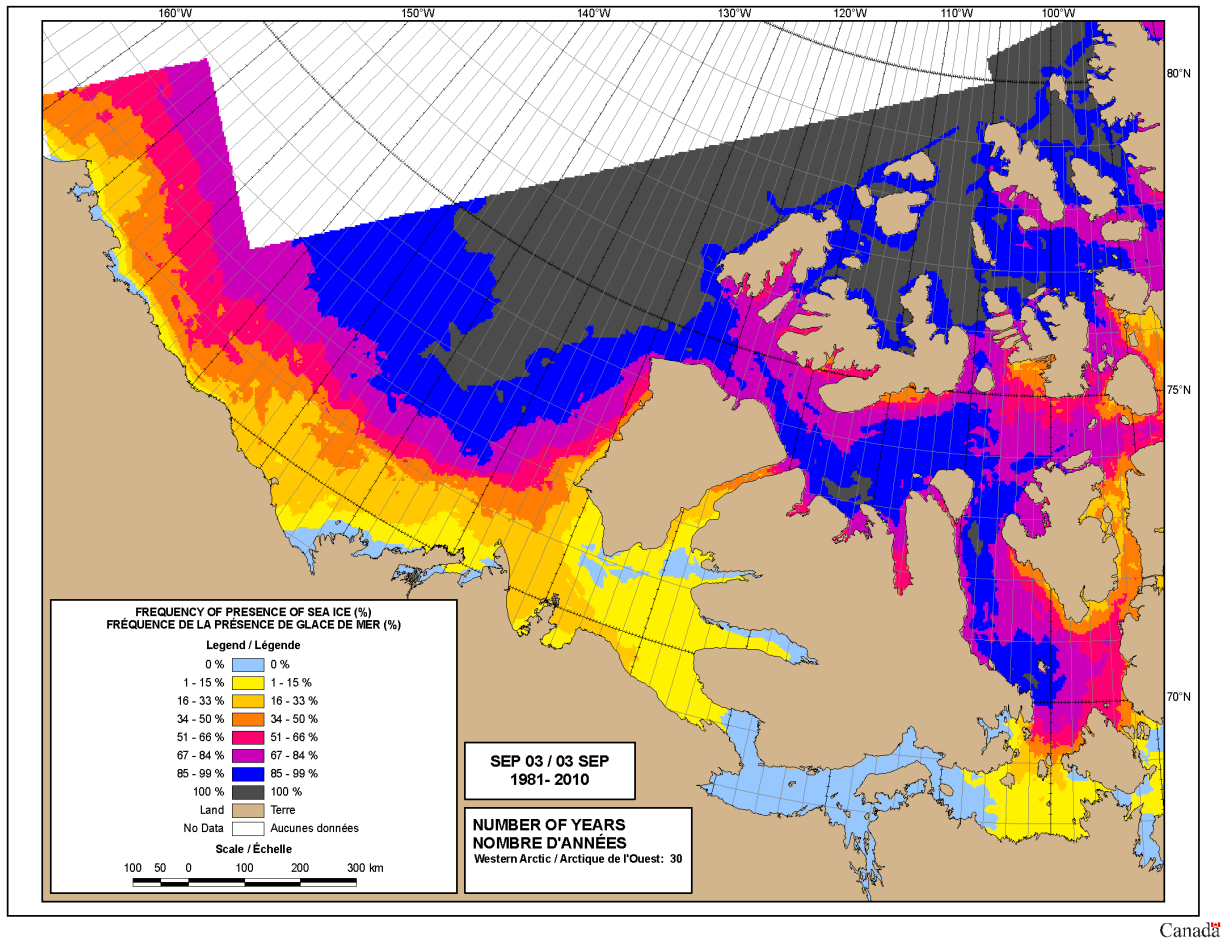 160°W 150°W 140°W 130°W 120°W 110°W 100°W
80°N
75°N
70°N
FREQUENCY OF PRESENCE OF SEA ICE (%)
FRÉQUENCE DE LA PRÉSENCE DE GLACE DE MER (%)
Legend / Légende
0 % 0 %
1 - 15 % 1 - 15 %
16 - 33 % 16 - 33 %
34 - 50 % 34 - 50 %
51 - 66 % 51 - 66 %
67 - 84 % 67 - 84 %
85 - 99 % 85 - 99 %
100 % 100 %
Land Terre
No Data Aucunes données
Scale / Échelle
100 50 0 100 200 300 km
SEP 03 / 03 SEP
1981- 2010
NUMBER OF YEARS
NOMBRE D'ANNÉES
Western Arctic / Arctique de l'Ouest: 30
Canada